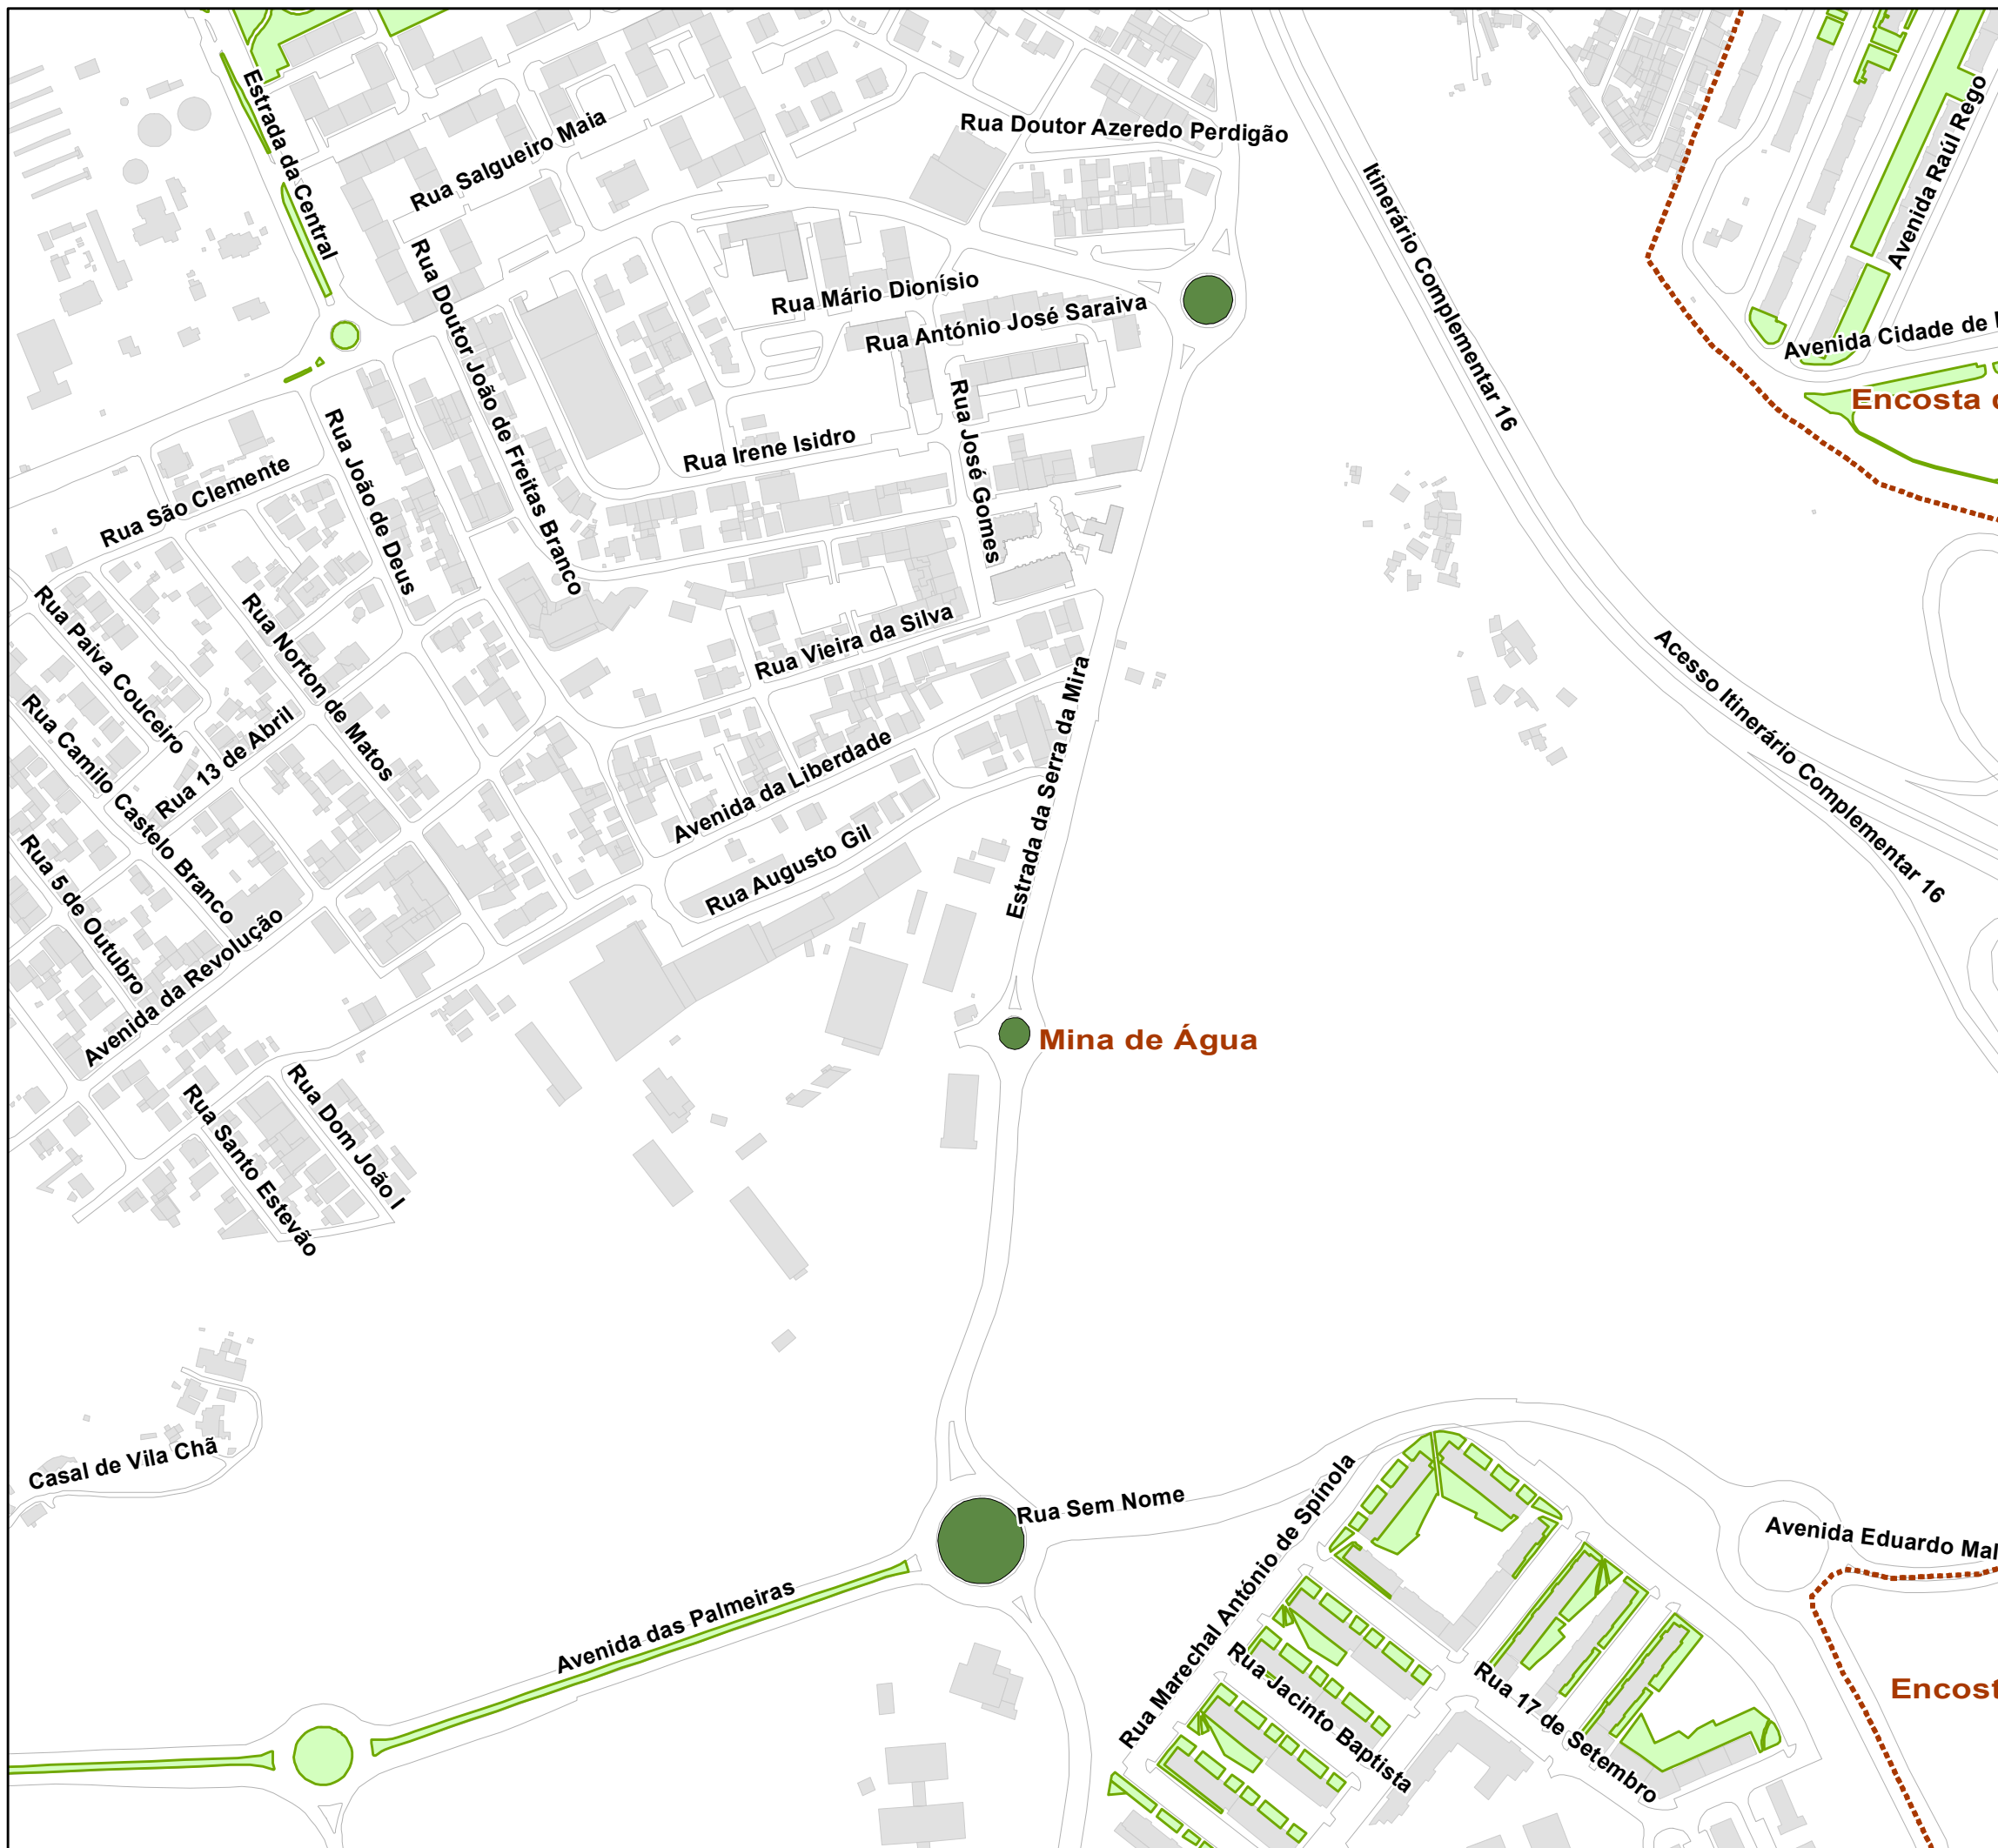 Estrada da Central
Rua Salgueiro Maia
Rua Doutor Azeredo Perdigão
Itinerário Complementar 16
Avenida Raúl Rego
Rua Doutor João de Freitas Branco
Rua Mário Dionísio
Rua António José Saraiva
Avenida Cidade de
Encosta
Rua João de Deus
Rua José Gomes
Rua Irene Isidro
Rua São Clemente
Rua Paiva Couceiro
Rua Norton de Matos
Rua Vieira da Silva
Estrada da Serra da Mira
Acesso Itinerário Complementar 16
Rua Camilo Castelo Branco
Rua 13 de Abril
Avenida da Liberdade
Rua Augusto Gil
Rua 5 de Outubro
Avenida da Revolução
Mina de Água
Rua Dom João I
Rua Santo Estevão
Casal de Vila Chã
Rua Sem Nome
Rua Marechal António de Spínola
Avenida Eduardo Mal
Avenida das Palmeiras
Rua Jacinto Baptista
Rua 17 de Setembro
Encost